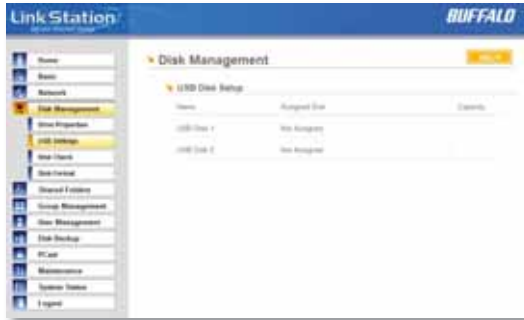 LinkStation
BUFFALO
Home
Basic
Network
Disk Management
Drive Properties
USB Settings
Disk Check
Disk Format
Shared Folders
Group Management
User Management
Disk Backup
PCast
Maintenance
System Status
Logout
Disk Management
USB Disk Setup
Name
Assigned Disk
Capacity
USB Disk 1
Not Assigned
USB Disk 2
Not Assigned